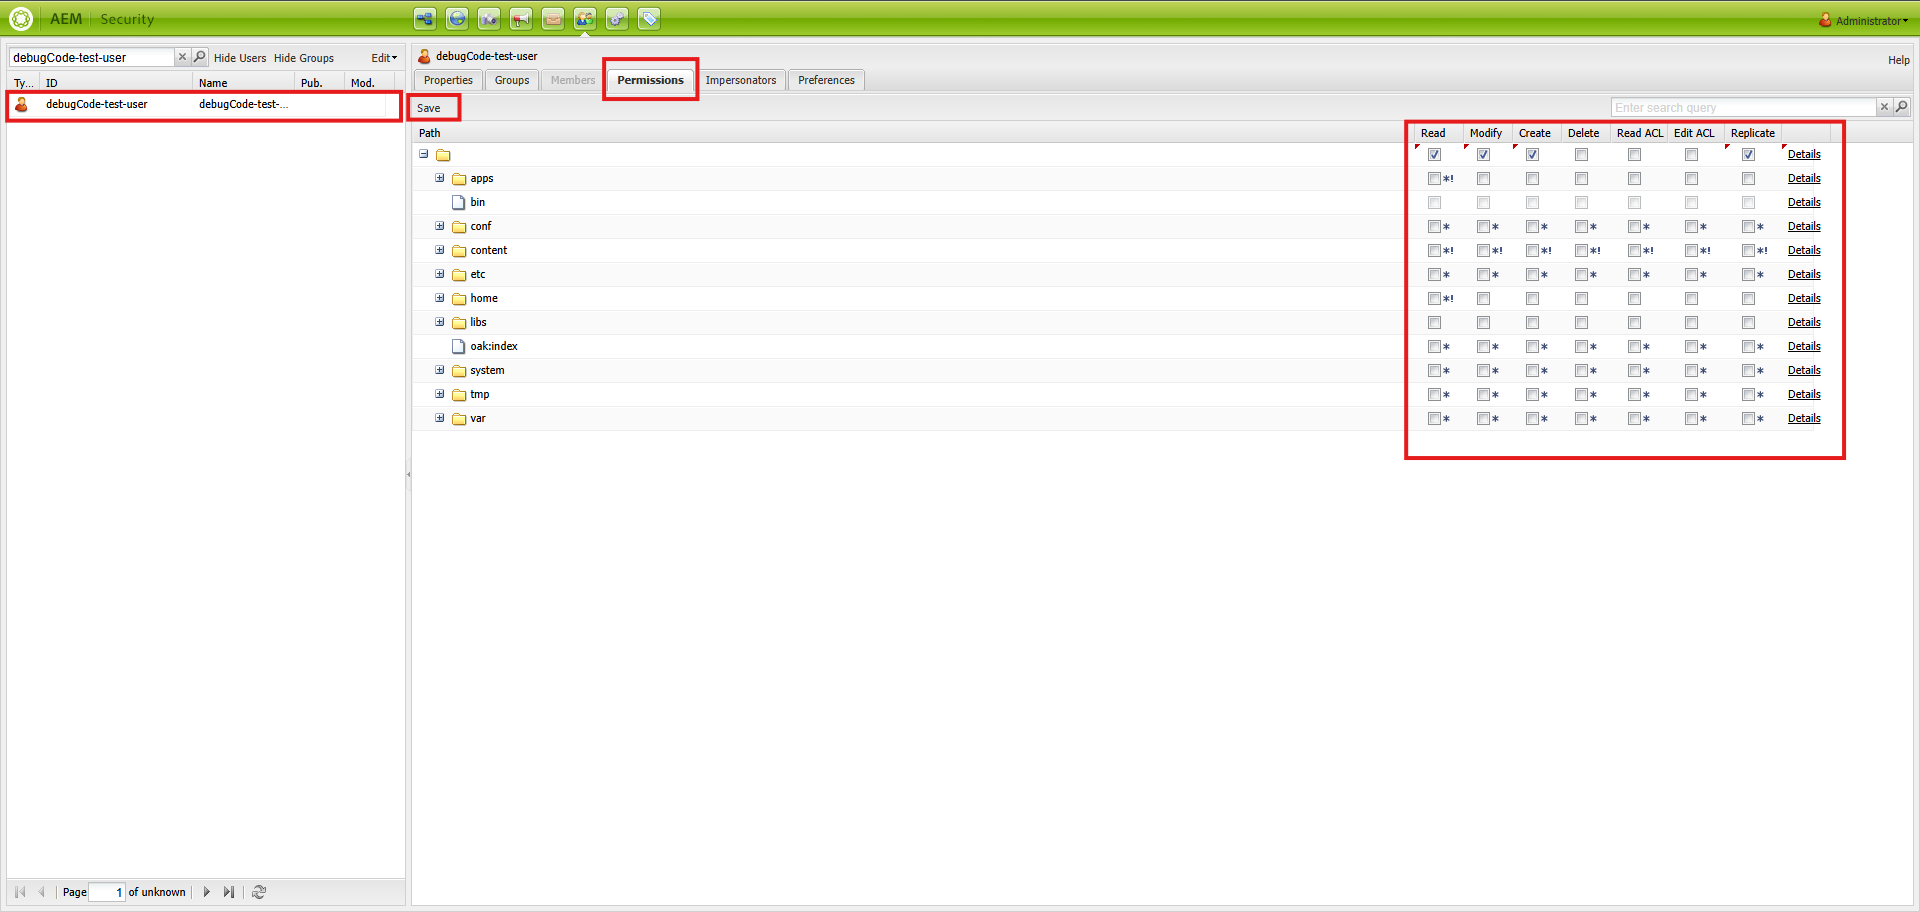 AEM Security Administrator
debugCode-test-user Hide Users Hide Groups Edit
Ty... ID Name Pub. Mod.
debugCode-test-user debugCode-test-...
debugCode-test-user
Help
Properties Groups Members Permissions Impersonators Preferences
Save Enter search query
Path Read Modify Create Delete Read ACL Edit ACL Replicate
Details
apps *! Details
bin Details
conf * * * * * * * Details
content *! *! *! *! *! *! *! Details
etc * * * * * * * Details
home *! Details
libs Details
oak:index * * * * * * * Details
system * * * * * * * Details
tmp * * * * * * * Details
var * * * * * * * Details
Page 1 of unknown